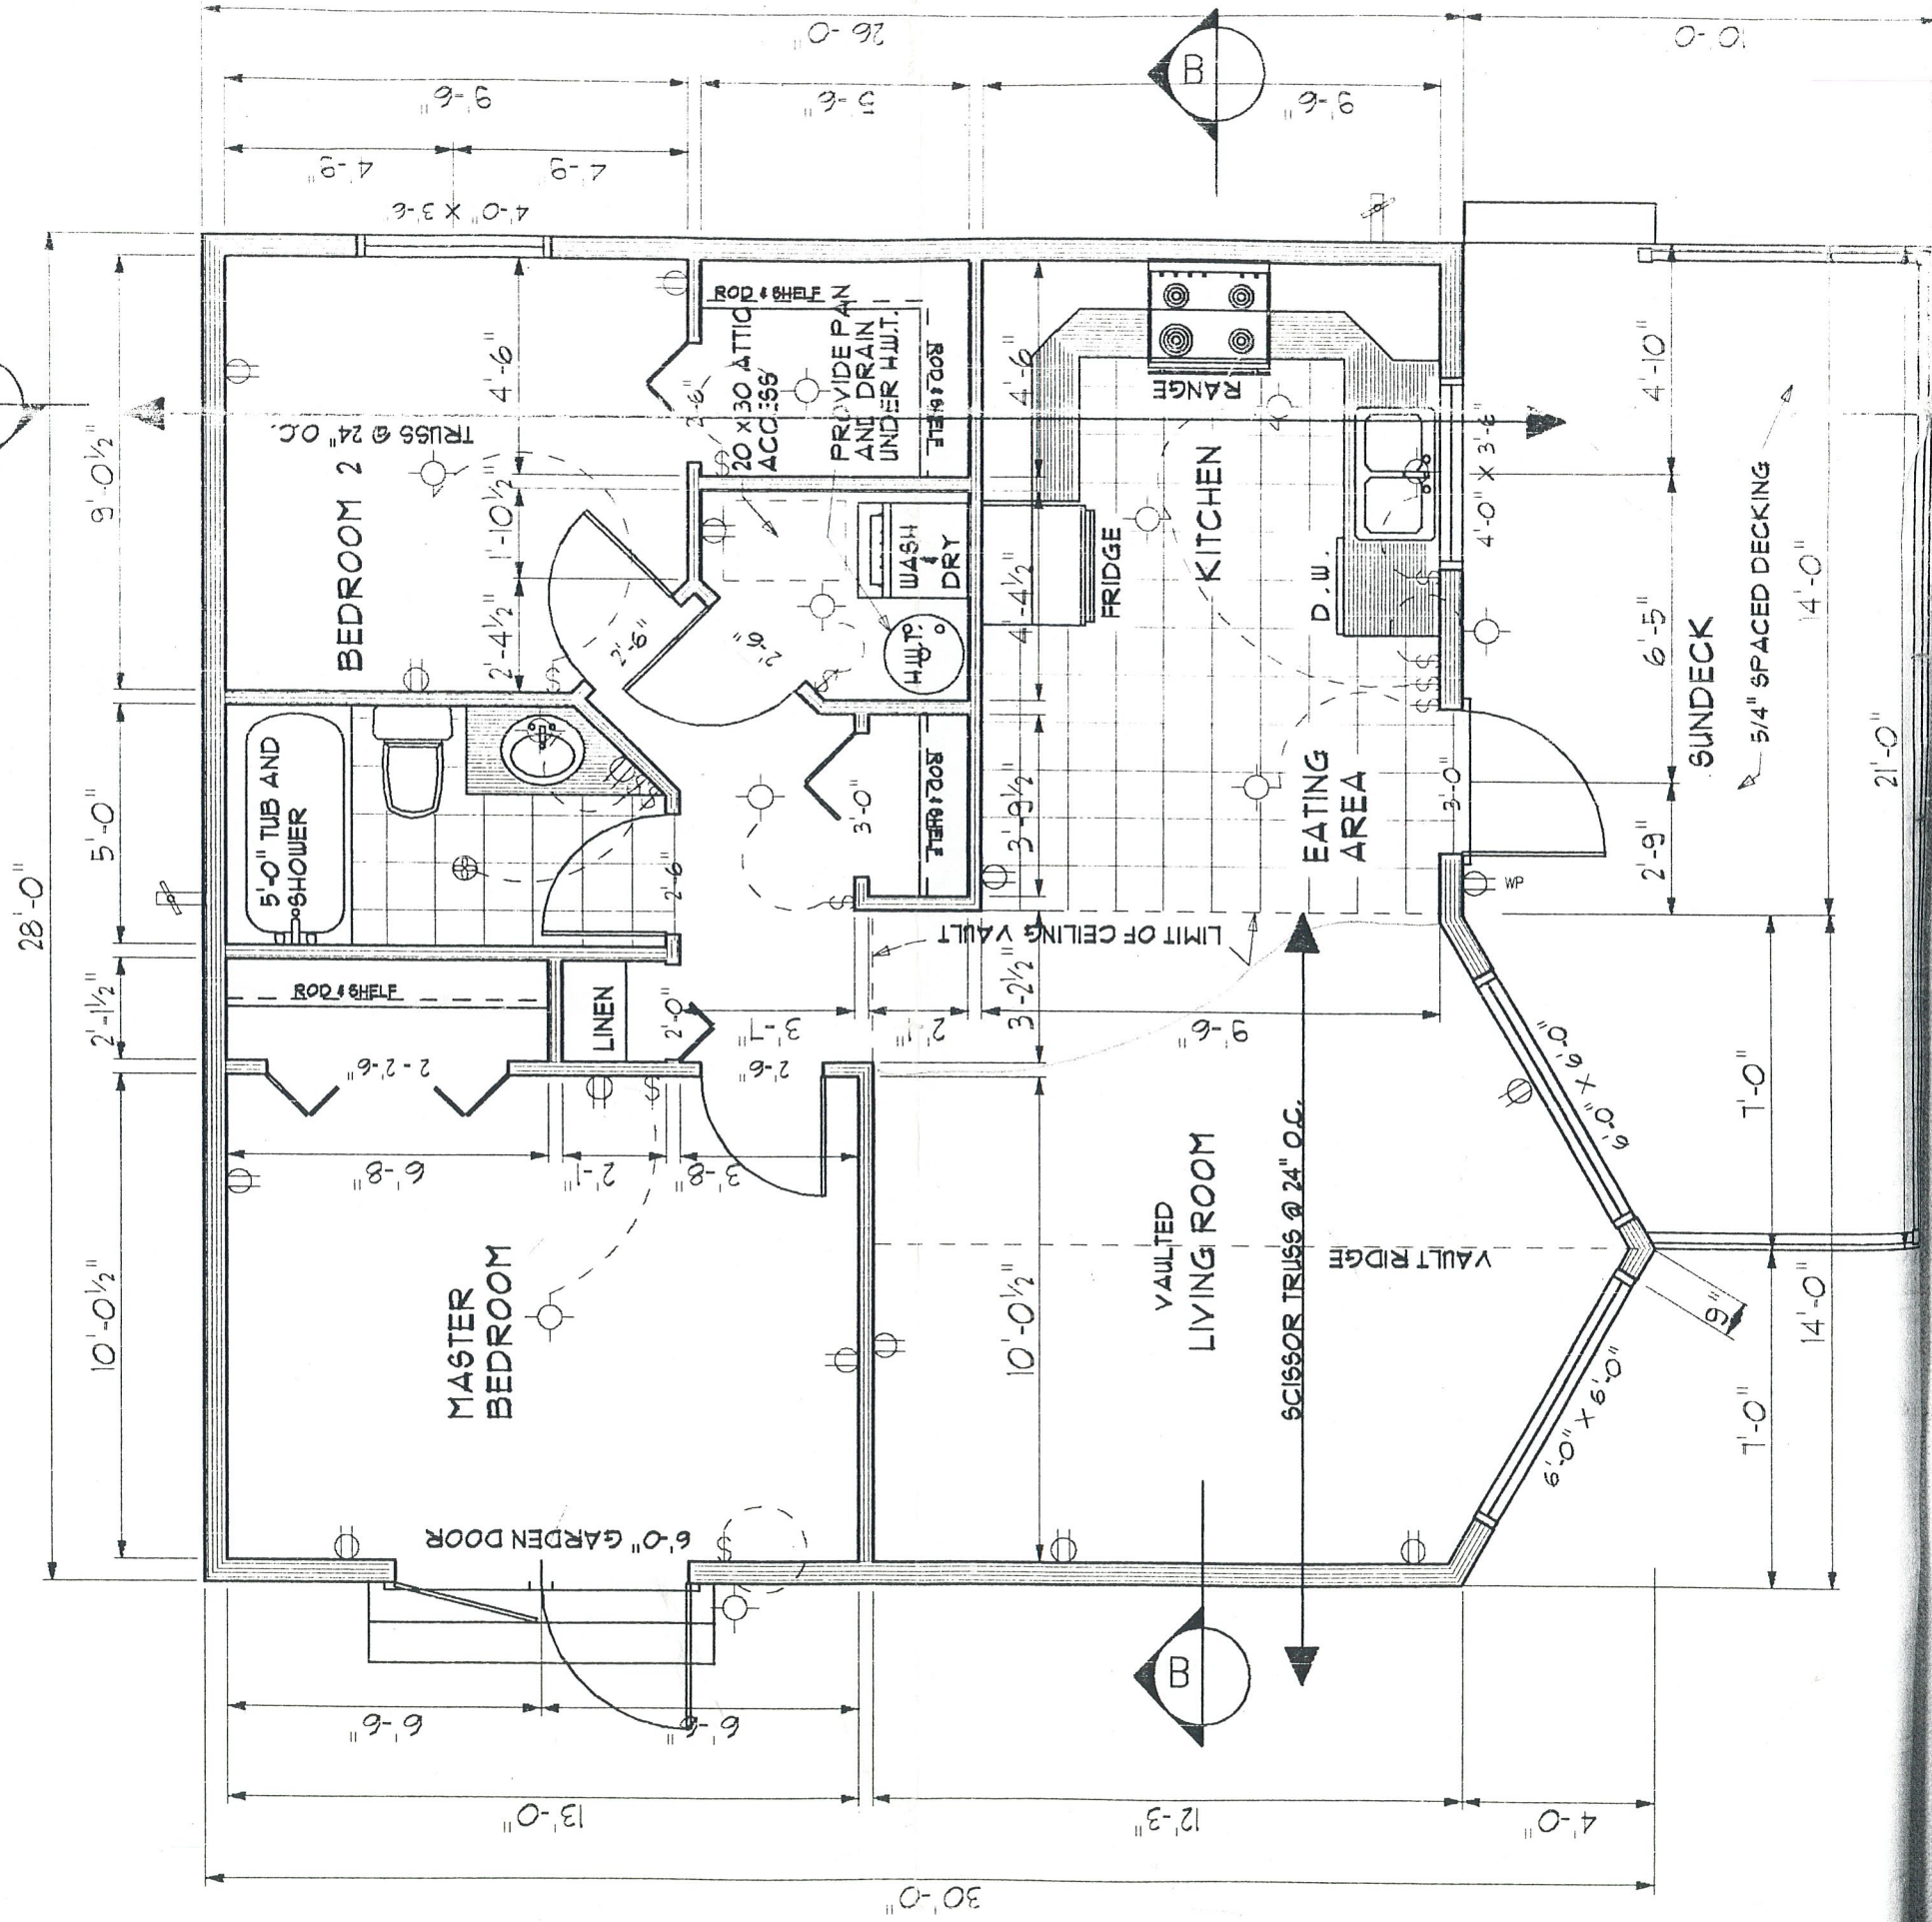 26'-0"
10'-0"
9'-6"
5'-6"
9'-6"
B
4'-9"
4'-9"
4'-0" X 3'-6"
28'-0"
9'-0½"
5'-0"
2'-1½"
10'-0½"
TRUSS @ 24" O.C.
BEDROOM 2
4'-6"
1'-10½"
2'-4½"
2'-6"
2'-6"
2'-6"
ROD & SHELF
20 X 30 ATTIC
ACCESS
PROVIDE PAN
AND DRAIN
UNDER H.W.T.
ROD & SHELF
WASH
&
DRY
H.W.T.
4'-6"
4'-4½"
3'-9½"
3'-2½"
10'-0½"
RANGE
FRIDGE
KITCHEN
D.W.
4'-0" X 3'-6"
EATING
AREA
3'-0"
WP
4'-10"
6'-5"
2'-9"
SUNDECK
5/4" SPACED DECKING
14'-0"
21'-0"
5'-0" TUB AND
SHOWER
2'-6"
3'-0"
ROD & SHELF
LIMIT OF CEILING VAULT
ROD & SHELF
LINEN
2'-0"
2-2'-6"
2'-6"
3'-1"
2'-1"
9'-6"
6'-8"
2'-1"
3'-8"
MASTER
BEDROOM
6'-0" GARDEN DOOR
VAULTED
LIVING ROOM
SCISSOR TRUSS @ 24" O.C.
VAULT RIDGE
6'-0" X 6'-0"
6'-0" X 6'-0"
9"
7'-0"
7'-0"
14'-0"
B
6'-6"
6'-6"
13'-0"
12'-3"
4'-0"
30'-0"